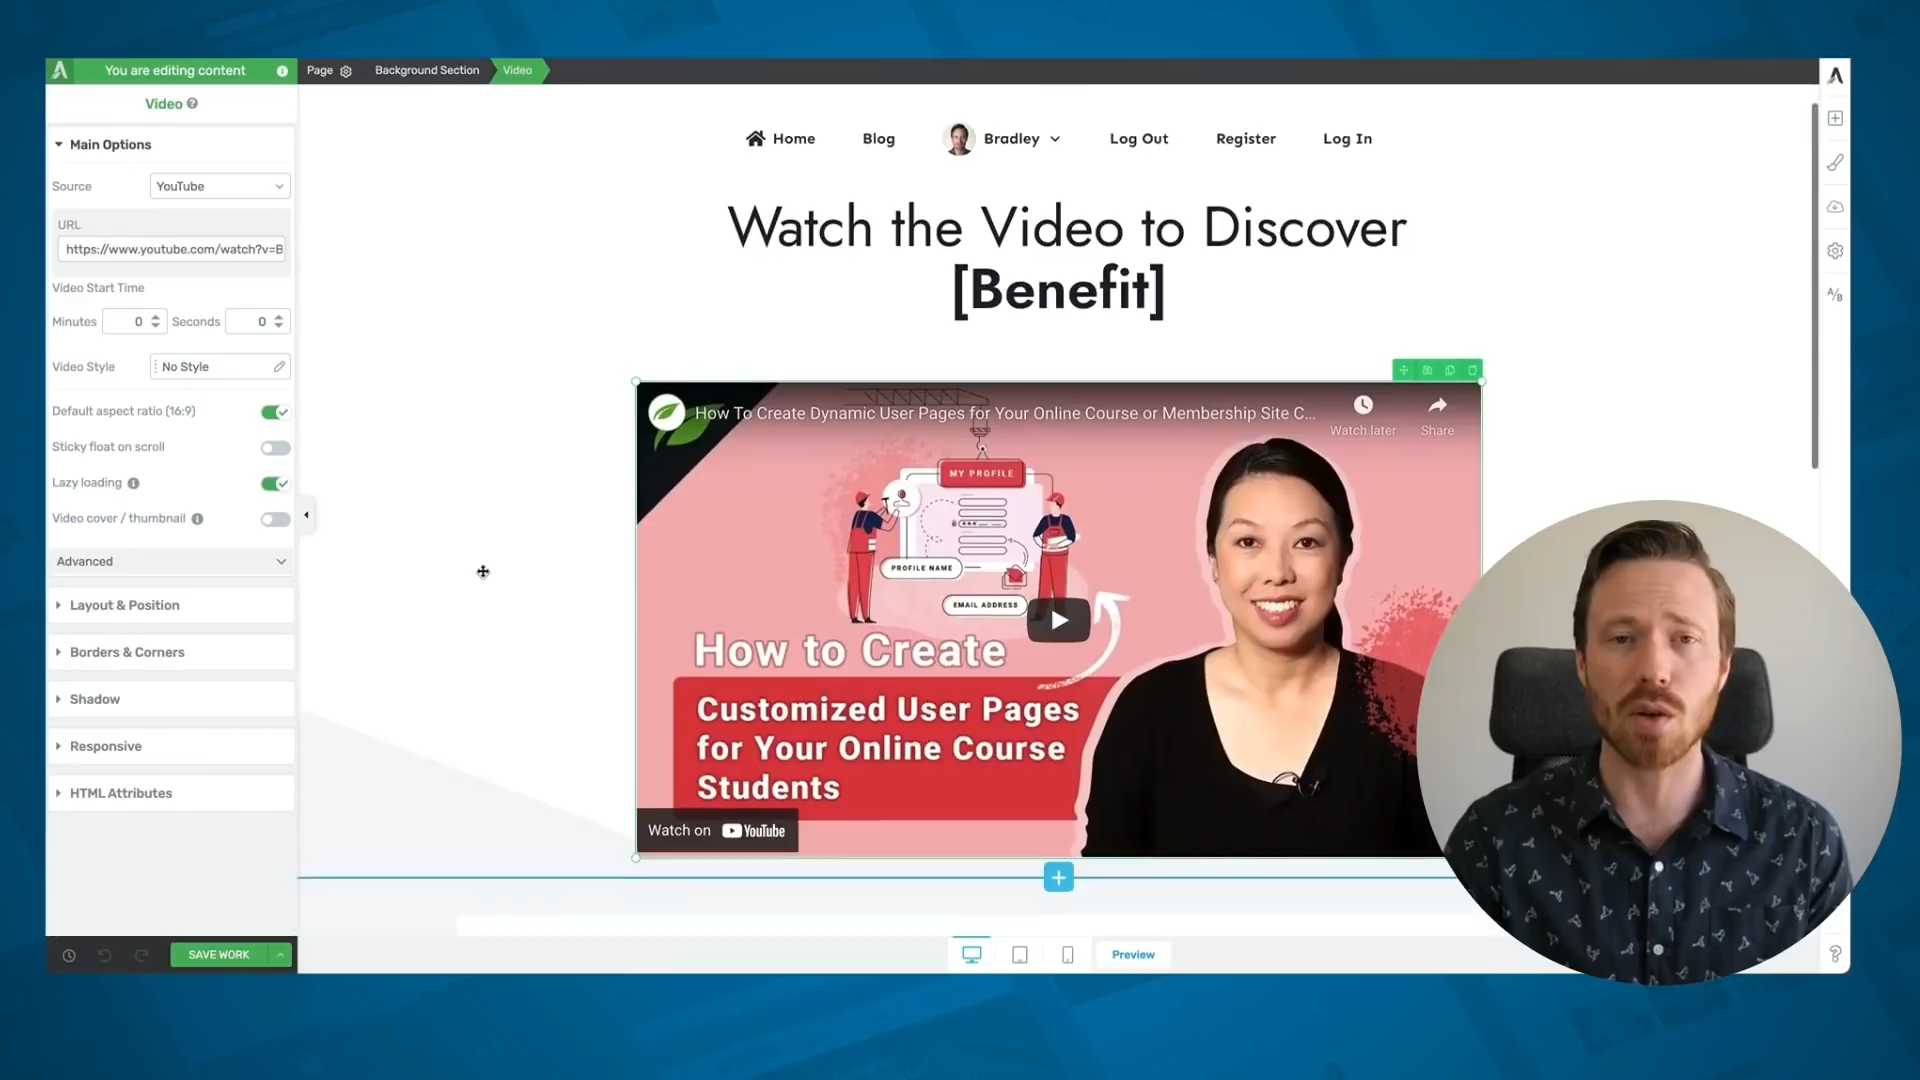 You are editing content
Page
Background Section
Video
Video
Main Options
Source
YouTube
URL
https://www.youtube.com/watch?v=B
Video Start Time
Minutes
0
Seconds
0
Video Style
No Style
Default aspect ratio (16:9)
Sticky float on scroll
Lazy loading
Video cover / thumbnail
Advanced
Layout & Position
Borders & Corners
Shadow
Responsive
HTML Attributes
SAVE WORK
Home
Blog
Bradley
Log Out
Register
Log In
Watch the Video to Discover
[Benefit]
How To Create Dynamic User Pages for Your Online Course or Membership Site C...
Watch later
Share
MY PROFILE
PROFILE NAME
EMAIL ADDRESS
How to Create
Customized User Pages
for Your Online Course
Students
Watch on YouTube
Preview
A/B